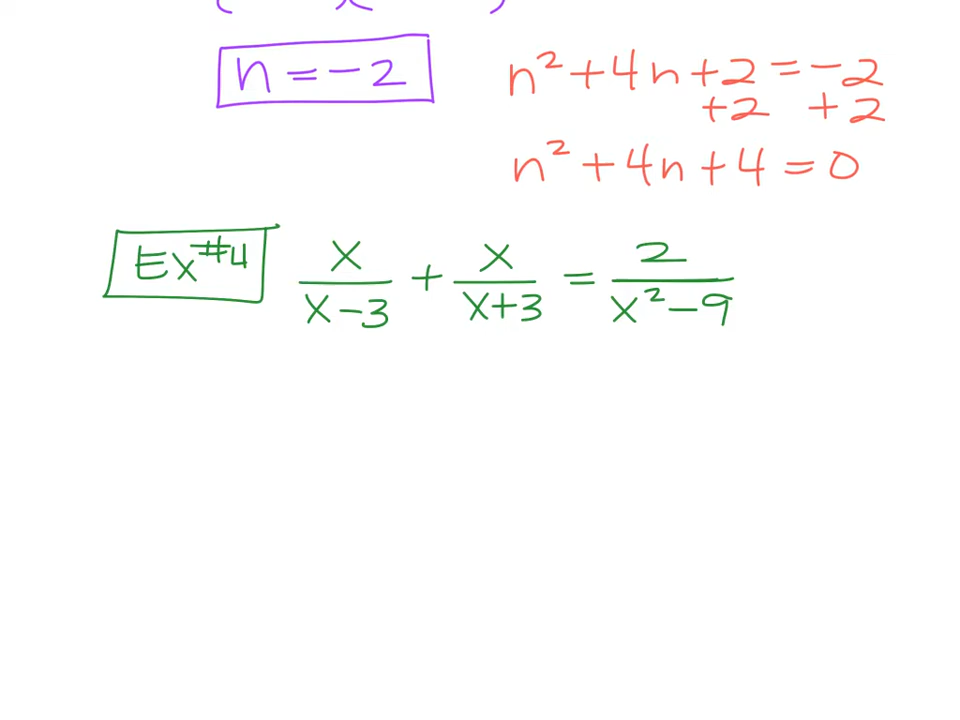 n = -2
n² + 4n + 2 = -2
+2 +2
n² + 4n + 4 = 0
Ex #4 x/(x-3) + x/(x+3) = 2/(x²-9)